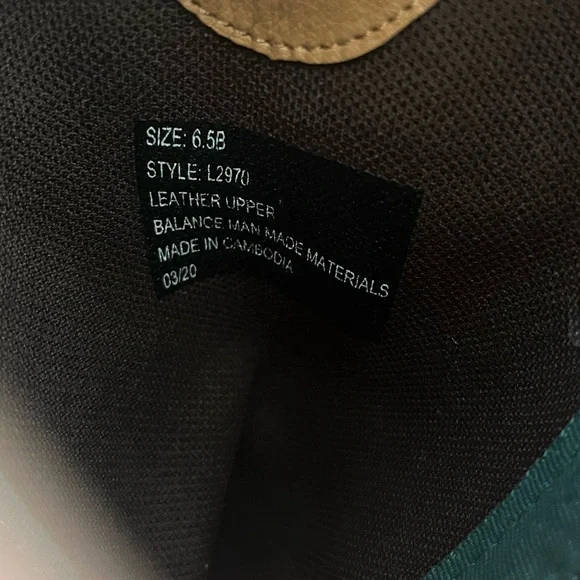 SIZE: 6.5B
STYLE: L2970
LEATHER UPPER
BALANCE MAN MADE MATERIALS
MADE IN CAMBODIA
03/20